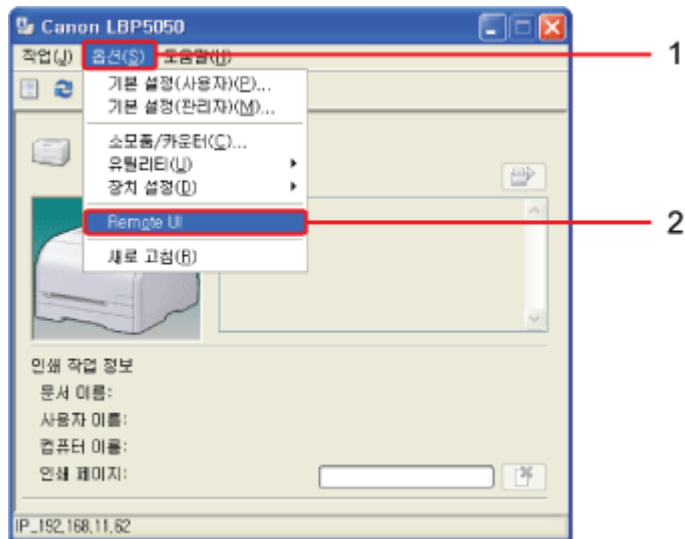 Canon LBP5050
작업(J) 옵션(S) 도움말(H)
1
기본 설정(사용자)(P)...
기본 설정(관리자)(M)...
소모품/카운터(C)...
유틸리티(U)
장치 설정(D)
Remote UI
2
새로 고침(R)
인쇄 작업 정보
문서 이름:
사용자 이름:
컴퓨터 이름:
인쇄 페이지:
IP_192,168,11,62